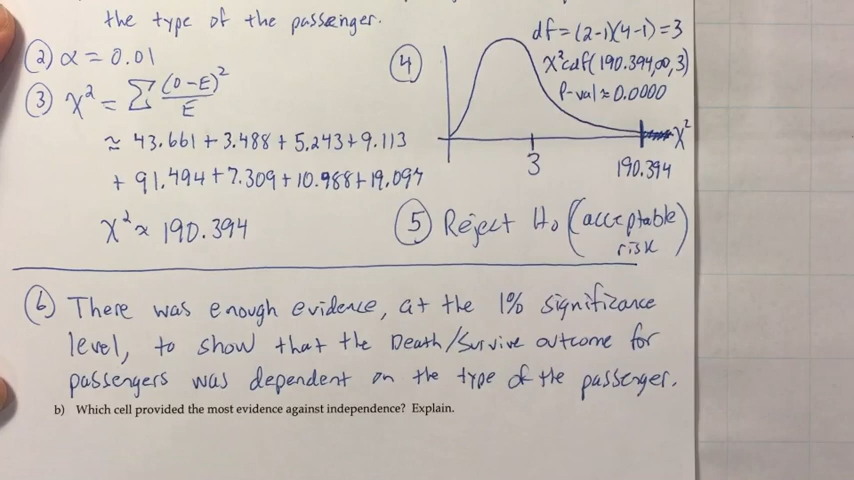 the type of the passenger.
② α = 0.01
③ χ² = Σ (O-E)²/E
≈ 43.661 + 3.488 + 5.243 + 9.113
+ 91.494 + 7.309 + 10.988 + 19.097
χ² ≈ 190.394
④
df = (2-1)(4-1) = 3
χ²cdf(190.394,∞,3)
P-val ≈ 0.0000
χ²
3
190.394
⑤ Reject H₀ (acceptable risk)
⑥ There was enough evidence, at the 1% significance
level, to show that the Death/Survive outcome for
passengers was dependent on the type of the passenger.
b) Which cell provided the most evidence against independence? Explain.